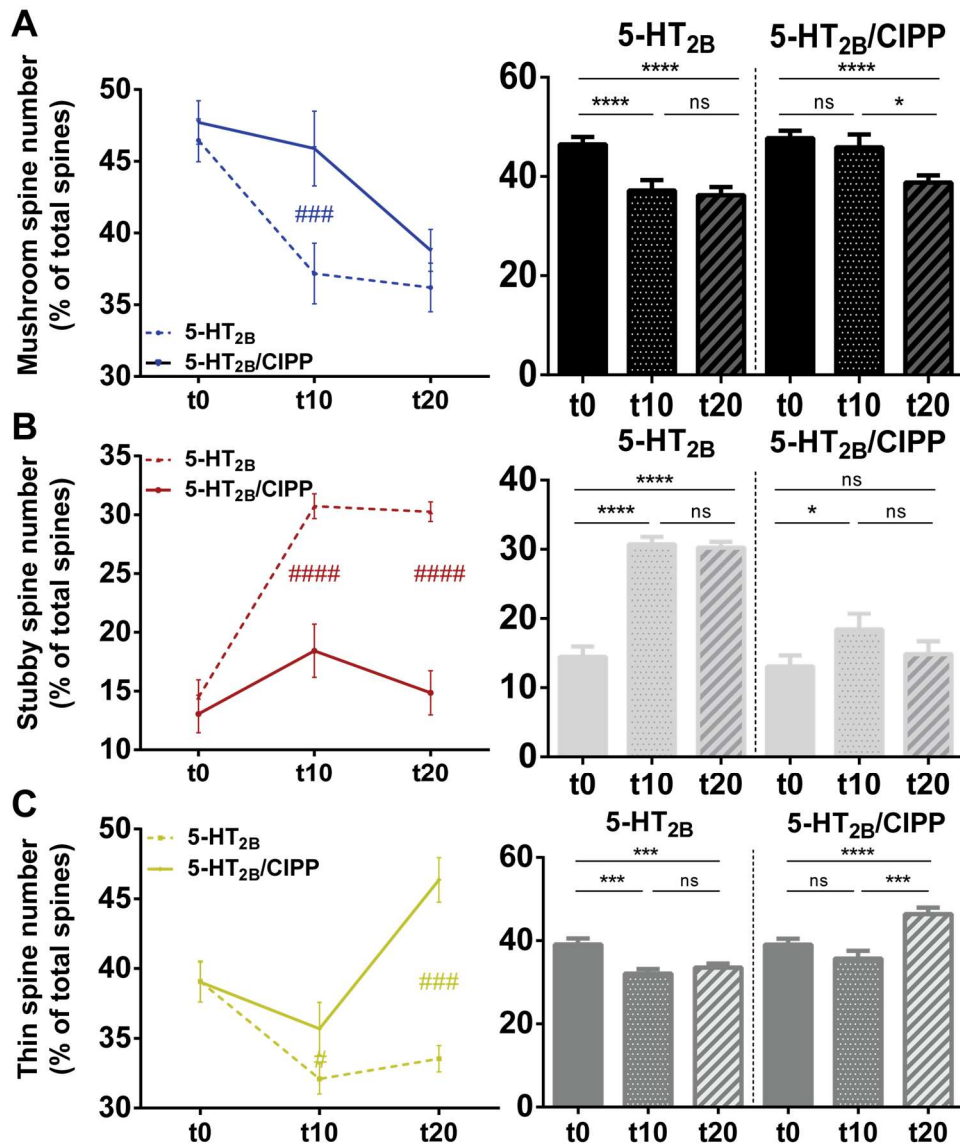 A
Mushroom spine number
(% of total spines)
50
45
40
35
30
###
5-HT2B
5-HT2B/CIPP
t0 t10 t20
5-HT2B 5-HT2B/CIPP
**** ****
**** ns ns *
60
40
20
0
t0 t10 t20 t0 t10 t20
B
Stubby spine number
(% of total spines)
35
30
25
20
15
10
5-HT2B
5-HT2B/CIPP
#### ####
t0 t10 t20
5-HT2B 5-HT2B/CIPP
**** ns
**** ns * ns
40
30
20
10
0
t0 t10 t20 t0 t10 t20
C
Thin spine number
(% of total spines)
50
45
40
35
30
5-HT2B
5-HT2B/CIPP
###
#
t0 t10 t20
5-HT2B 5-HT2B/CIPP
*** ****
*** ns ns ***
60
40
20
0
t0 t10 t20 t0 t10 t20